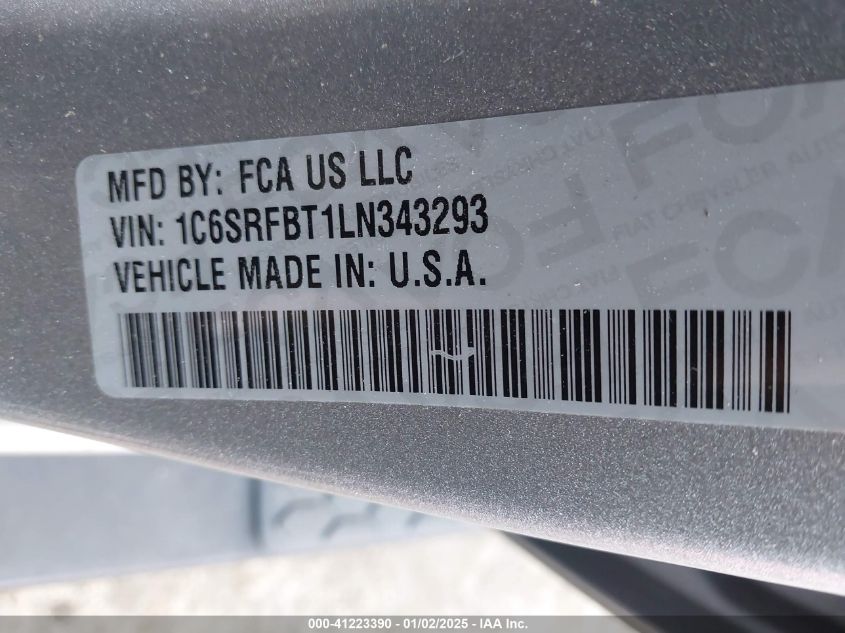 MFD BY: FCA US LLC
VIN: 1C6SRFBT1LN343293
VEHICLE MADE IN: U.S.A.
000-41223390 - 01/02/2025 - IAA Inc.